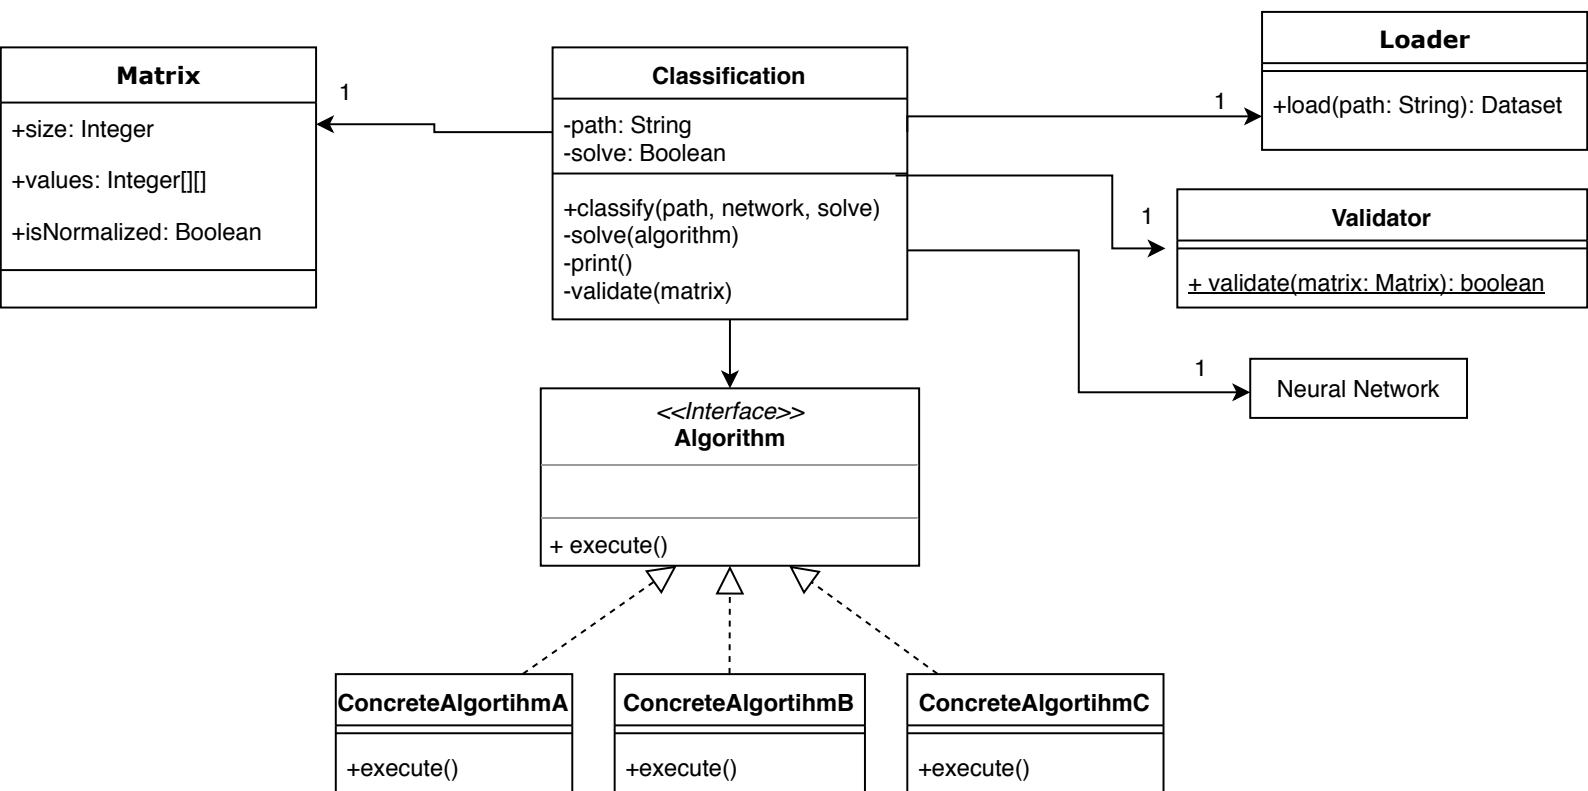 Matrix
+size: Integer
+values: Integer[][]
+isNormalized: Boolean
1
Classification
-path: String
-solve: Boolean
+classify(path, network, solve)
-solve(algorithm)
-print()
-validate(matrix)
1
Loader
+load(path: String): Dataset
1
Validator
+ validate(matrix: Matrix): boolean
1
Neural Network
<<Interface>>
Algorithm
+ execute()
ConcreteAlgortihmA
+execute()
ConcreteAlgortihmB
+execute()
ConcreteAlgortihmC
+execute()